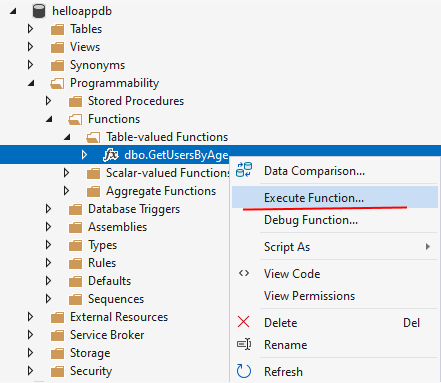 helloappdb
Tables
Views
Synonyms
Programmability
Stored Procedures
Functions
Table-valued Functions
dbo.GetUsersByAge
Scalar-valued Functions
Aggregate Functions
Database Triggers
Assemblies
Types
Rules
Defaults
Sequences
External Resources
Service Broker
Storage
Security
Data Comparison...
Execute Function...
Debug Function...
Script As
View Code
View Permissions
Delete Del
Rename
Refresh